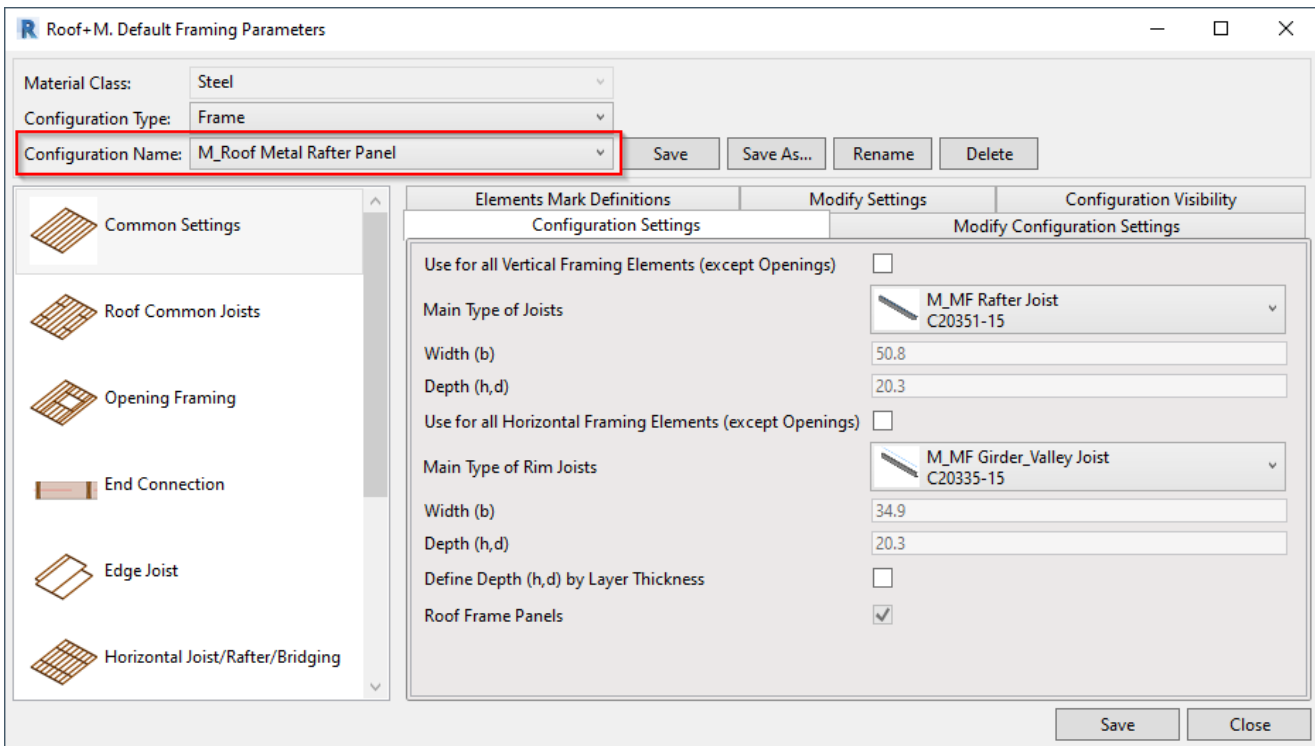 Roof+M. Default Framing Parameters
Material Class: Steel
Configuration Type: Frame
Configuration Name: M_Roof Metal Rafter Panel Save Save As... Rename Delete
Common Settings
Roof Common Joists
Opening Framing
End Connection
Edge Joist
Horizontal Joist/Rafter/Bridging
Elements Mark Definitions Modify Settings Configuration Visibility
Configuration Settings Modify Configuration Settings
Use for all Vertical Framing Elements (except Openings)
Main Type of Joists M_MF Rafter Joist
C20351-15
Width (b) 50.8
Depth (h,d) 20.3
Use for all Horizontal Framing Elements (except Openings)
Main Type of Rim Joists M_MF Girder_Valley Joist
C20335-15
Width (b) 34.9
Depth (h,d) 20.3
Define Depth (h,d) by Layer Thickness
Roof Frame Panels
Save Close